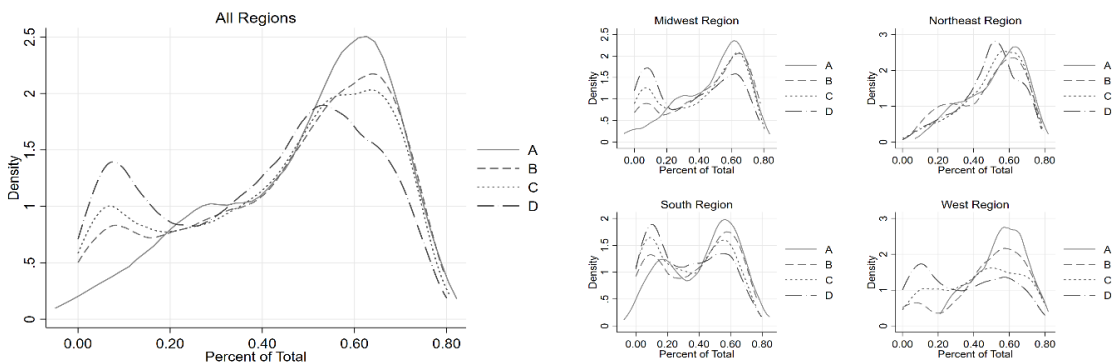 All Regions
Density
2.5
2
1.5
1
.5
0
0.00 0.20 0.40 0.60 0.80
Percent of Total
A
B
C
D
Midwest Region
Density
2.5
2
1.5
1
.5
0
0.00 0.20 0.40 0.60 0.80
Percent of Total
A
B
C
D
Northeast Region
Density
3
2
1
0
0.00 0.20 0.40 0.60 0.80
Percent of Total
A
B
C
D
South Region
Density
2
1.5
1
.5
0
0.00 0.20 0.40 0.60 0.80
Percent of Total
A
B
C
D
West Region
Density
3
2
1
0
0.00 0.20 0.40 0.60 0.80
Percent of Total
A
B
C
D